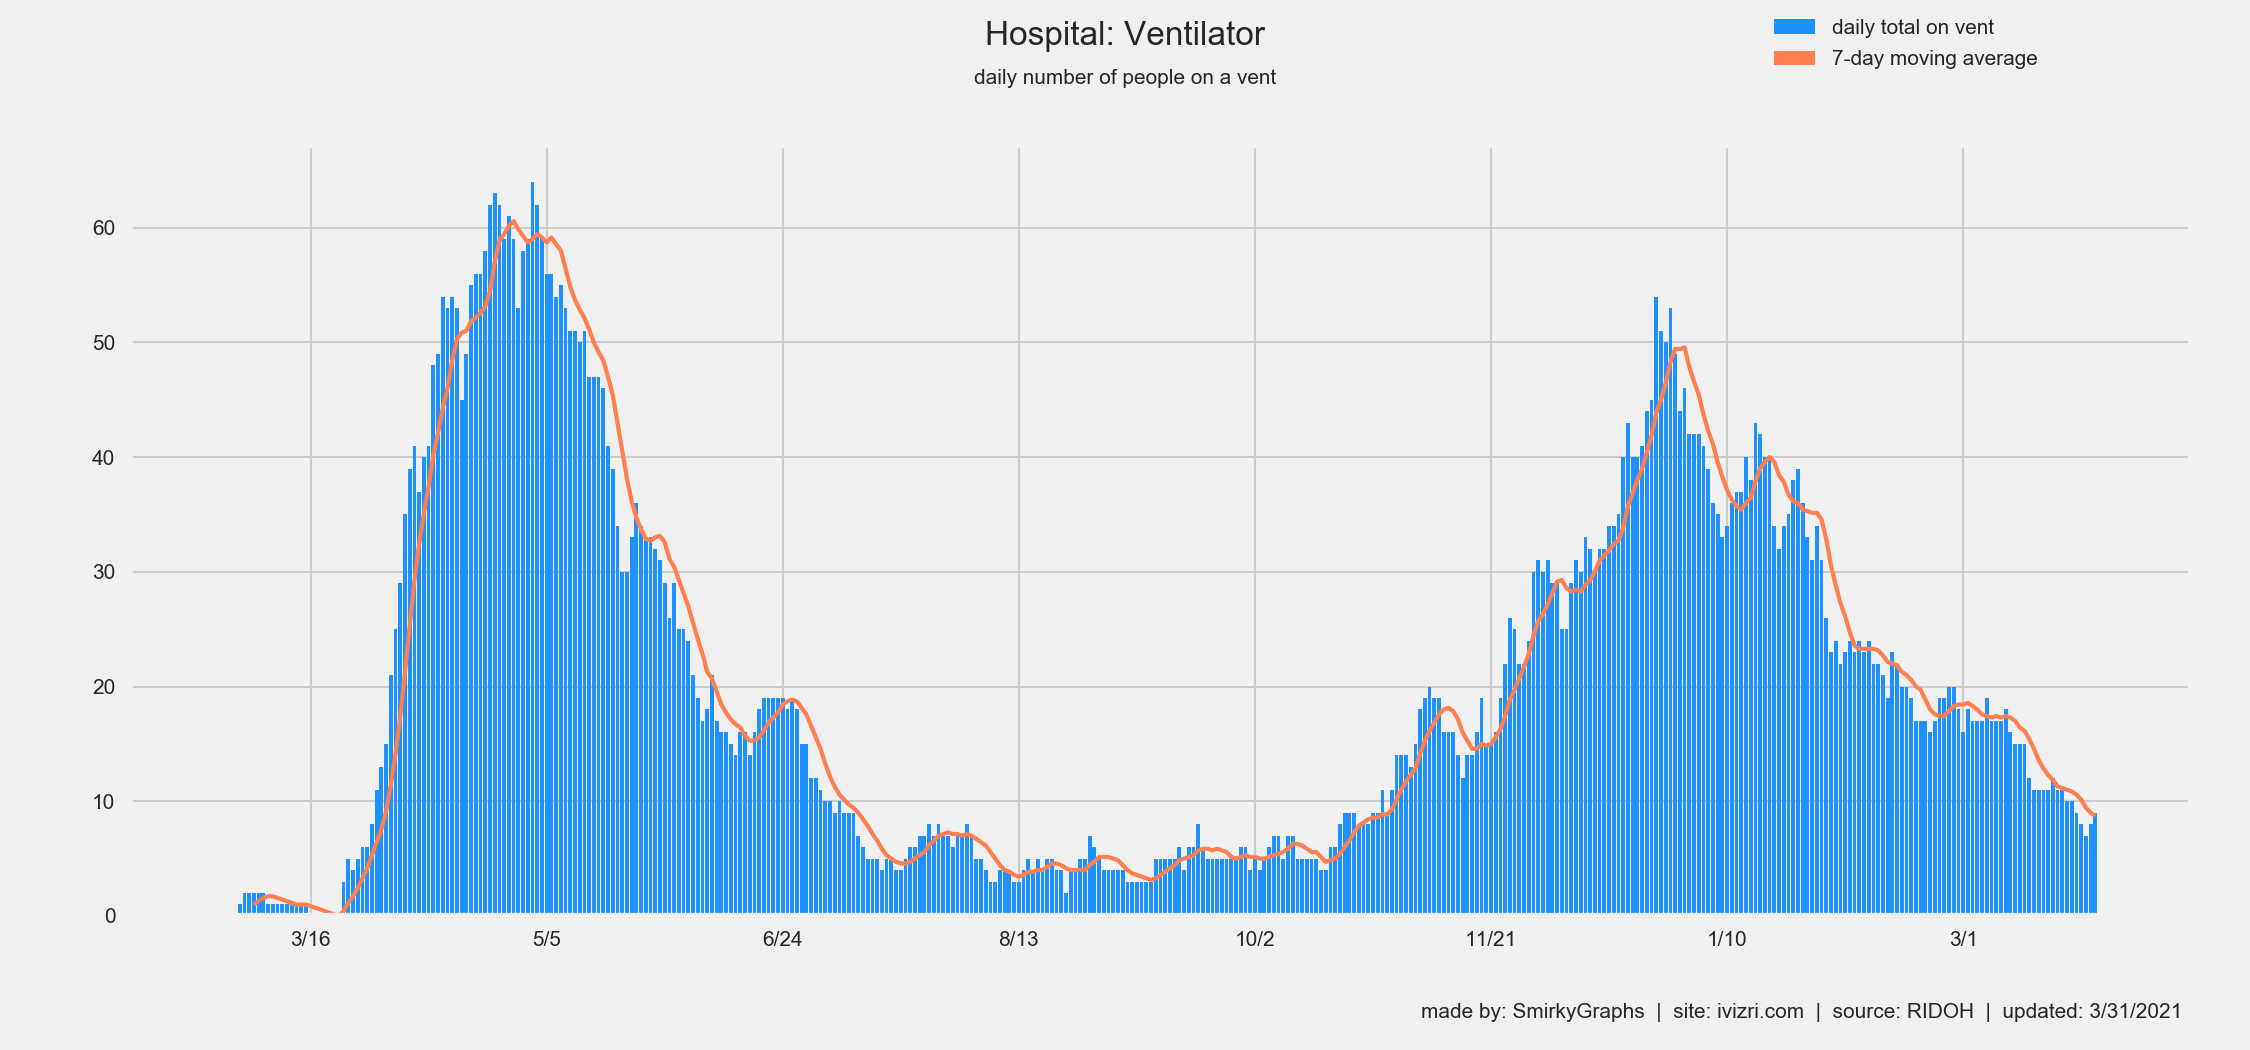 Hospital: Ventilator
daily number of people on a vent
daily total on vent
7-day moving average
60
50
40
30
20
10
0
3/16 5/5 6/24 8/13 10/2 11/21 1/10 3/1
made by: SmirkyGraphs | site: ivizri.com | source: RIDOH | updated: 3/31/2021